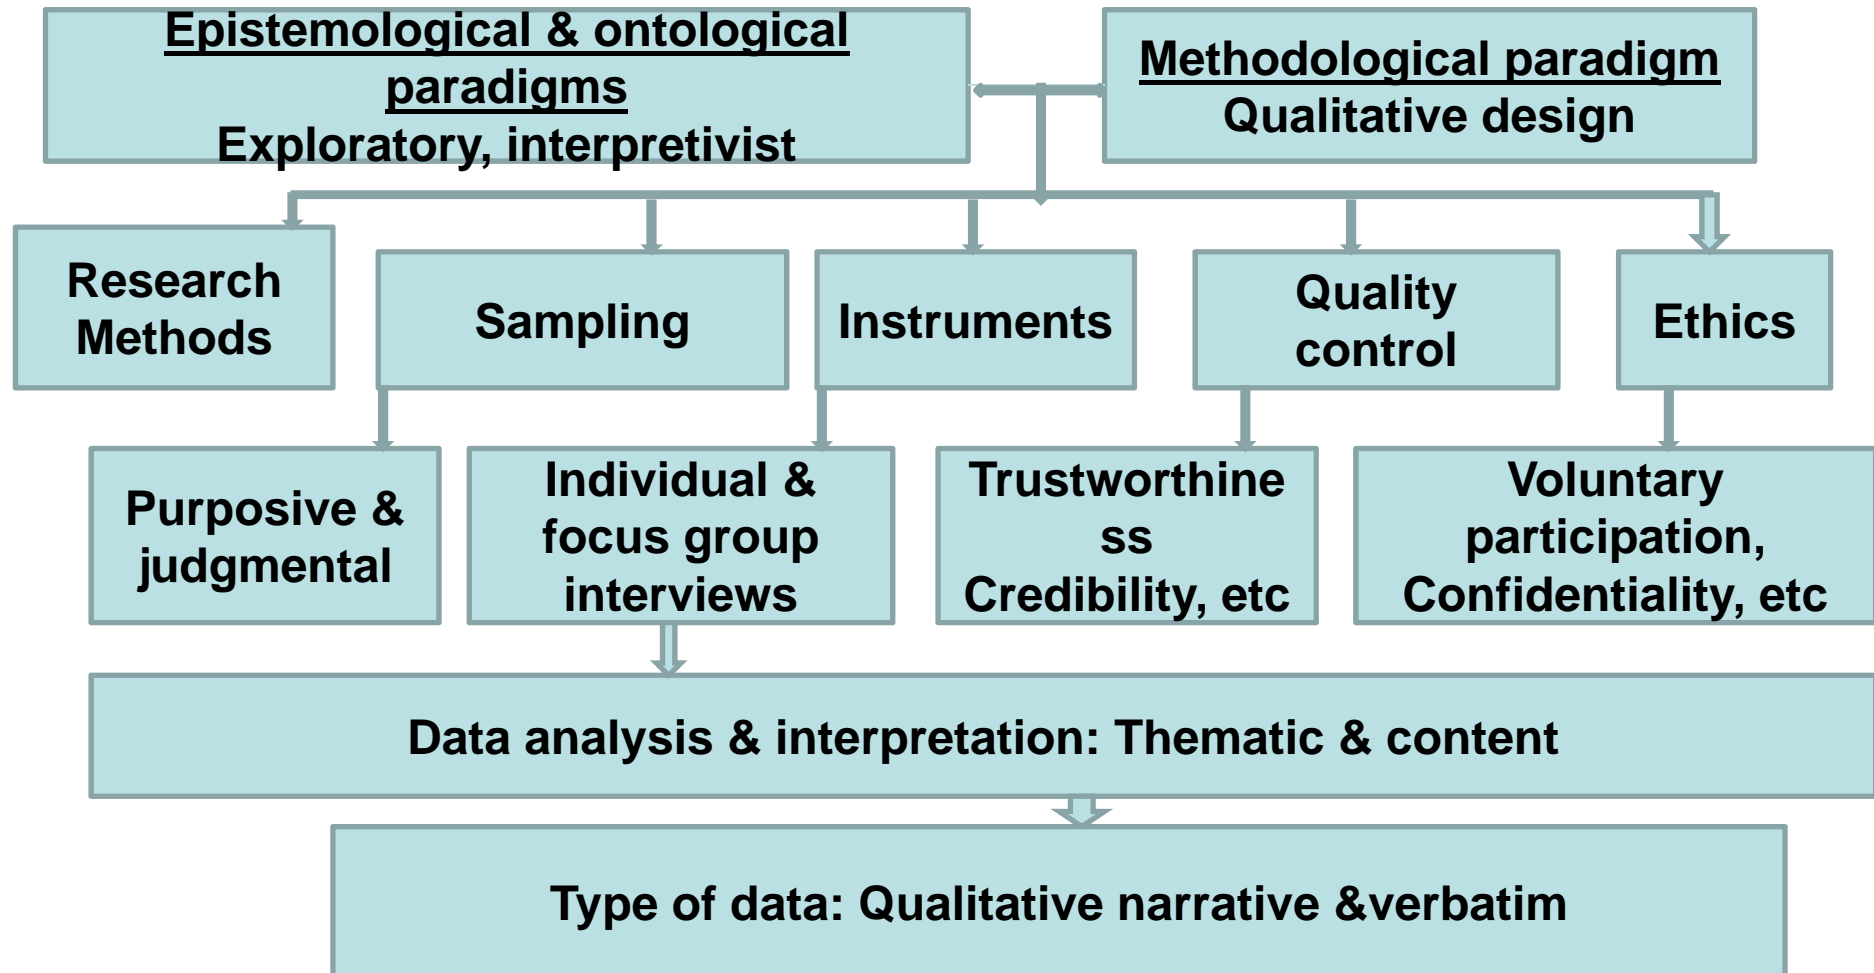 Epistemological & ontological
paradigms
Exploratory, interpretivist
Methodological paradigm
Qualitative design
Research
Methods
Sampling
Instruments
Quality
control
Ethics
Purposive &
judgmental
Individual &
focus group
interviews
Trustworthine
ss
Credibility, etc
Voluntary
participation,
Confidentiality, etc
Data analysis & interpretation: Thematic & content
Type of data: Qualitative narrative &verbatim